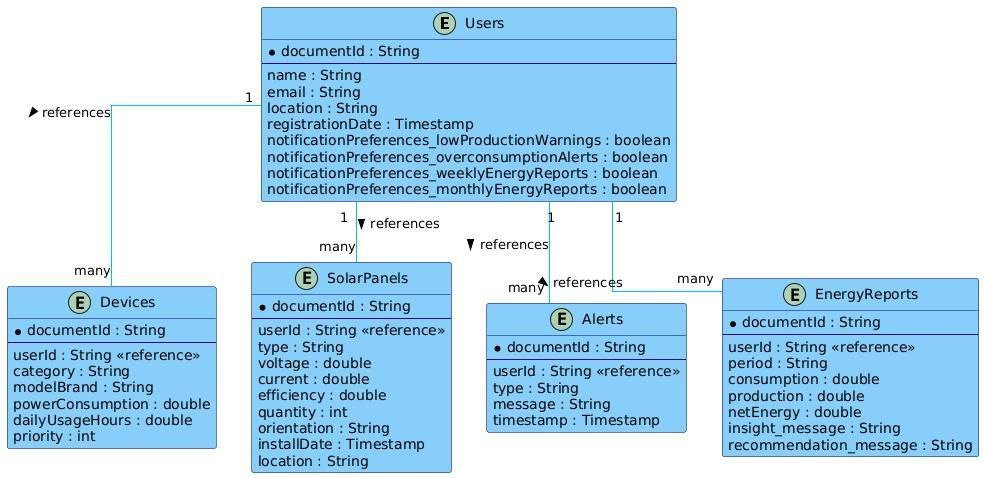 E Users
documentId : String
name : String
email : String
location : String
registrationDate : Timestamp
notificationPreferences_lowProductionWarnings : boolean
notificationPreferences_overconsumptionAlerts : boolean
notificationPreferences_weeklyEnergyReports : boolean
notificationPreferences_monthlyEnergyReports : boolean
1
references
many
1
references
many
1
references
many
1
references
many
E Devices
documentId : String
userId : String «reference»
category : String
modelBrand : String
powerConsumption : double
dailyUsageHours : double
priority : int
E SolarPanels
documentId : String
userId : String «reference»
type : String
voltage : double
current : double
efficiency : double
quantity : int
orientation : String
installDate : Timestamp
location : String
E Alerts
documentId : String
userId : String «reference»
type : String
message : String
timestamp : Timestamp
E EnergyReports
documentId : String
userId : String «reference»
period : String
consumption : double
production : double
netEnergy : double
insight_message : String
recommendation_message : String